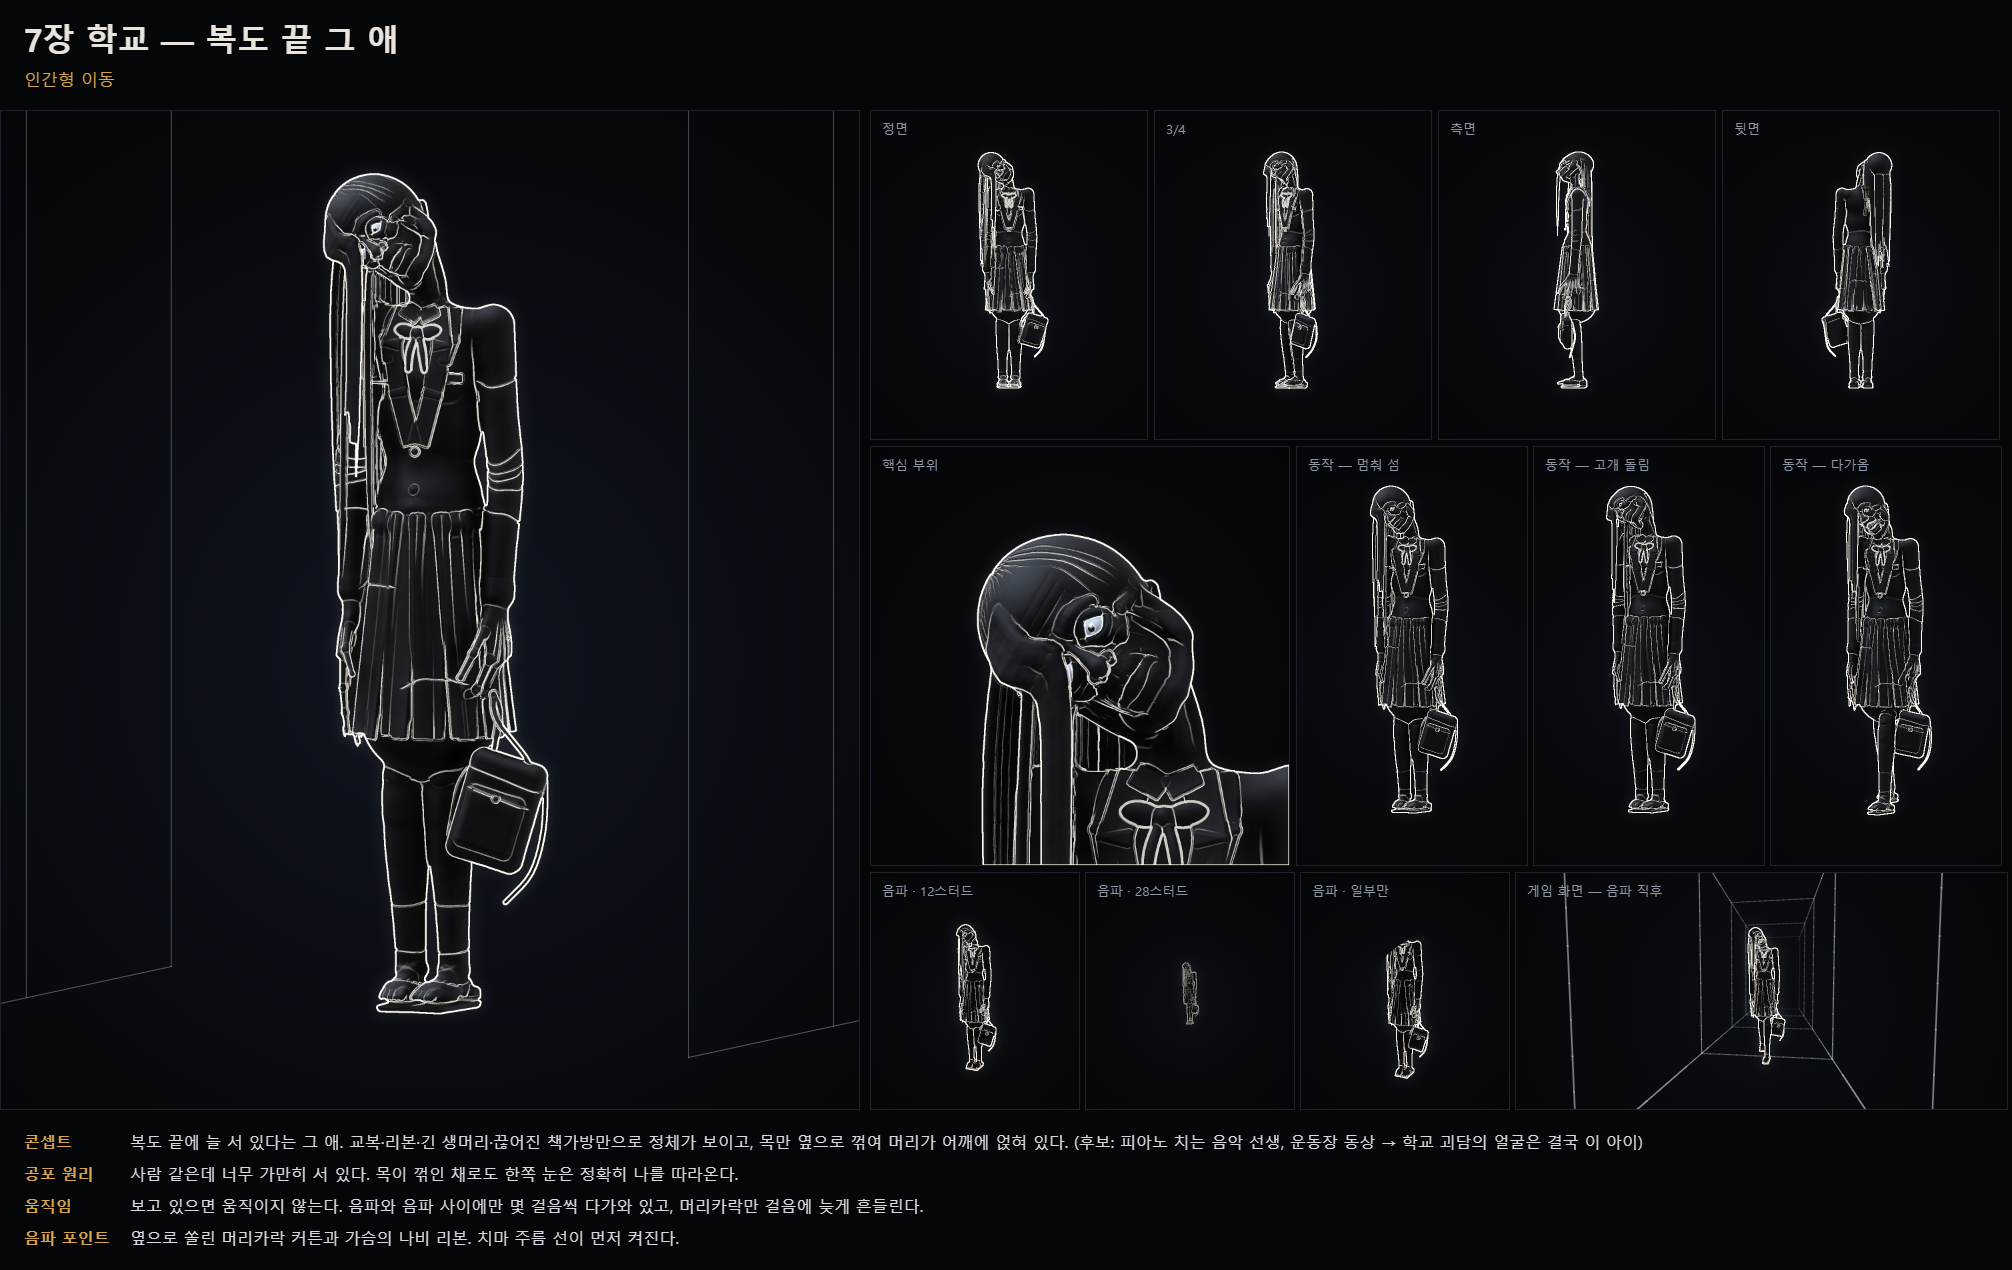 7장 학교 — 복도 끝 그 애
인간형 이동
정면
3/4
측면
뒷면
핵심 부위
동작 — 멈춰 섬
동작 — 고개 돌림
동작 — 다가옴
음파 · 12스터드
음파 · 28스터드
음파 · 일부만
게임 화면 — 음파 직후
콘셉트 복도 끝에 늘 서 있다는 그 애. 교복·리본·긴 생머리·끊어진 책가방만으로 정체가 보이고, 목만 옆으로 꺾여 머리가 어깨에 얹혀 있다. (후보: 피아노 치는 음악 선생, 운동장 동상 → 학교 괴담의 얼굴은 결국 이 아이)
공포 원리 사람 같은데 너무 가만히 서 있다. 목이 꺾인 채로도 한쪽 눈은 정확히 나를 따라온다.
움직임 보고 있으면 움직이지 않는다. 음파와 음파 사이에만 몇 걸음씩 다가와 있고, 머리카락만 걸음에 늦게 흔들린다.
음파 포인트 옆으로 쏠린 머리카락 커튼과 가슴의 나비 리본. 치마 주름 선이 먼저 켜진다.